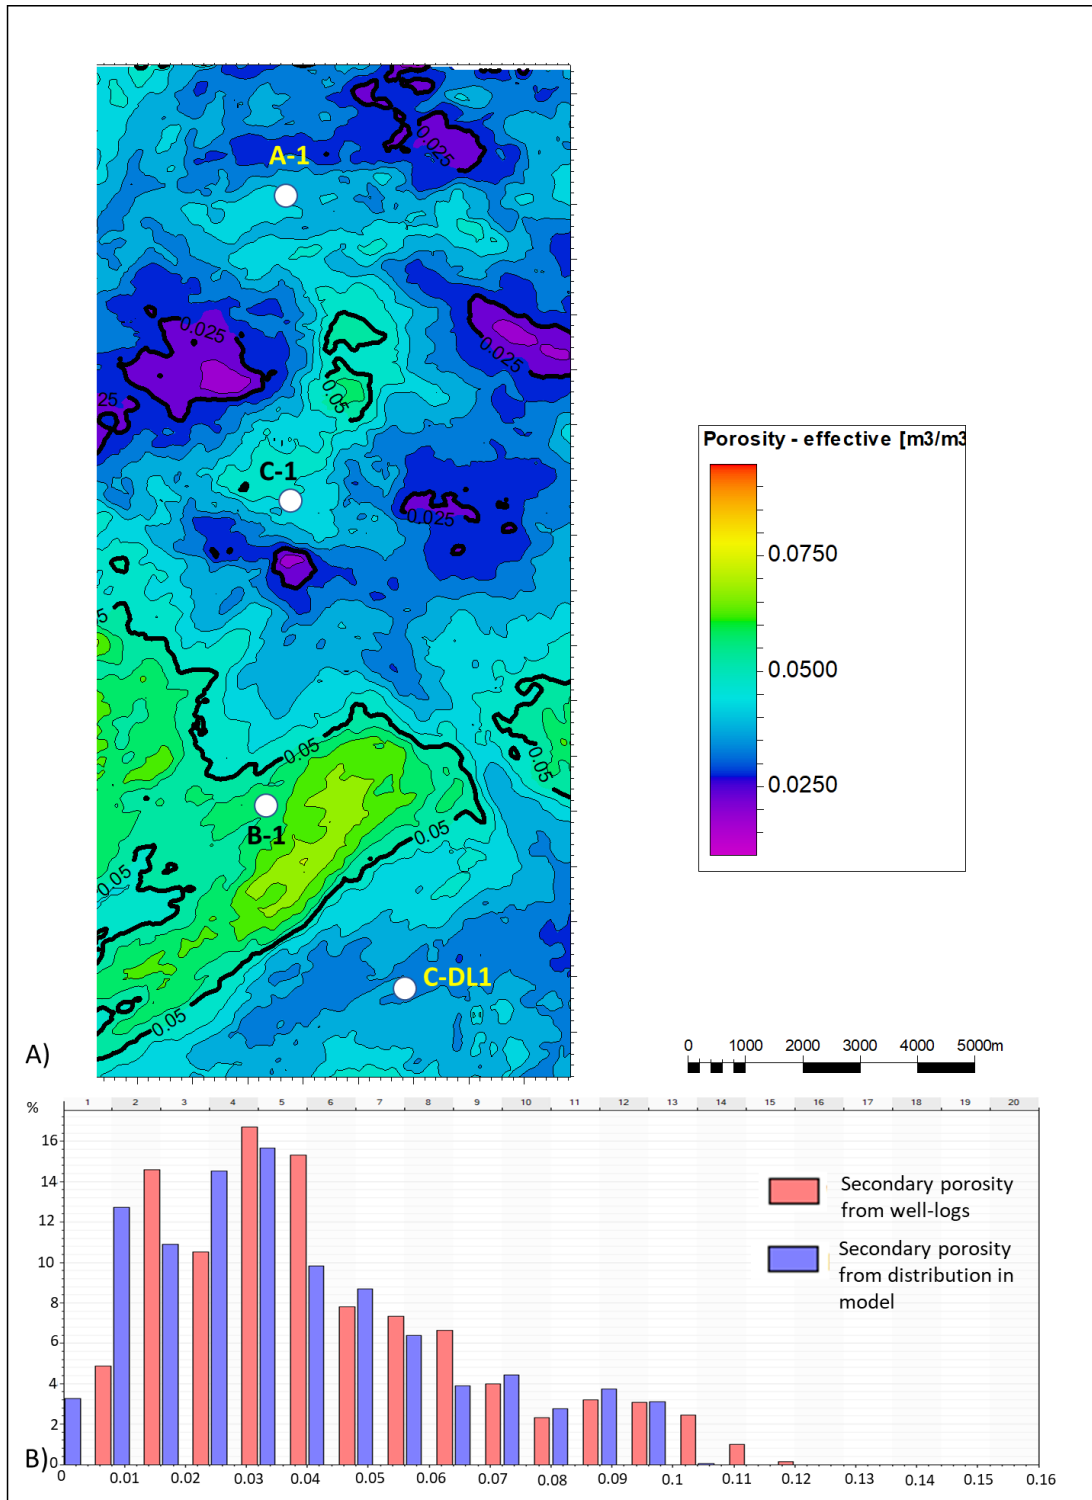 0.025
A-1
0.025
0.025
25
0.05
C-1
0.025
5
0.05
0.05
B-1
0.05
0.05
C-DL1
0.05
A)
Porosity - effective [m3/m3
0.0750
0.0500
0.0250
0 1000 2000 3000 4000 5000m
% 1 2 3 4 5 6 7 8 9 10 11 12 13 14 15 16 17 18 19 20
16
14
12
10
8
6
4
2
0
Secondary porosity
from well-logs
Secondary porosity
from distribution in
model
B)
0 0.01 0.02 0.03 0.04 0.05 0.06 0.07 0.08 0.09 0.1 0.11 0.12 0.13 0.14 0.15 0.16